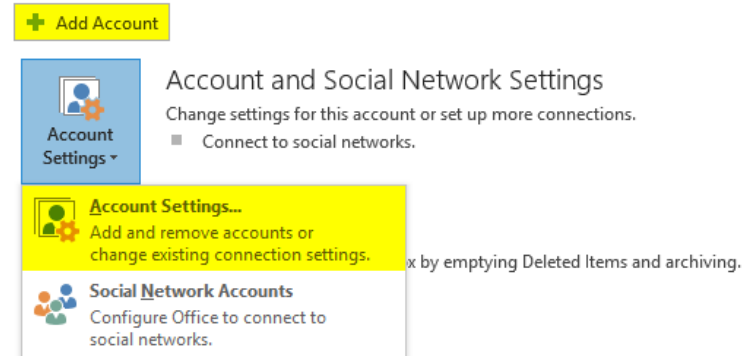 Add Account
Account and Social Network Settings
Change settings for this account or set up more connections.
Connect to social networks.
Account
Settings
Account Settings...
Add and remove accounts or
change existing connection settings.
by emptying Deleted Items and archiving.
Social Network Accounts
Configure Office to connect to
social networks.